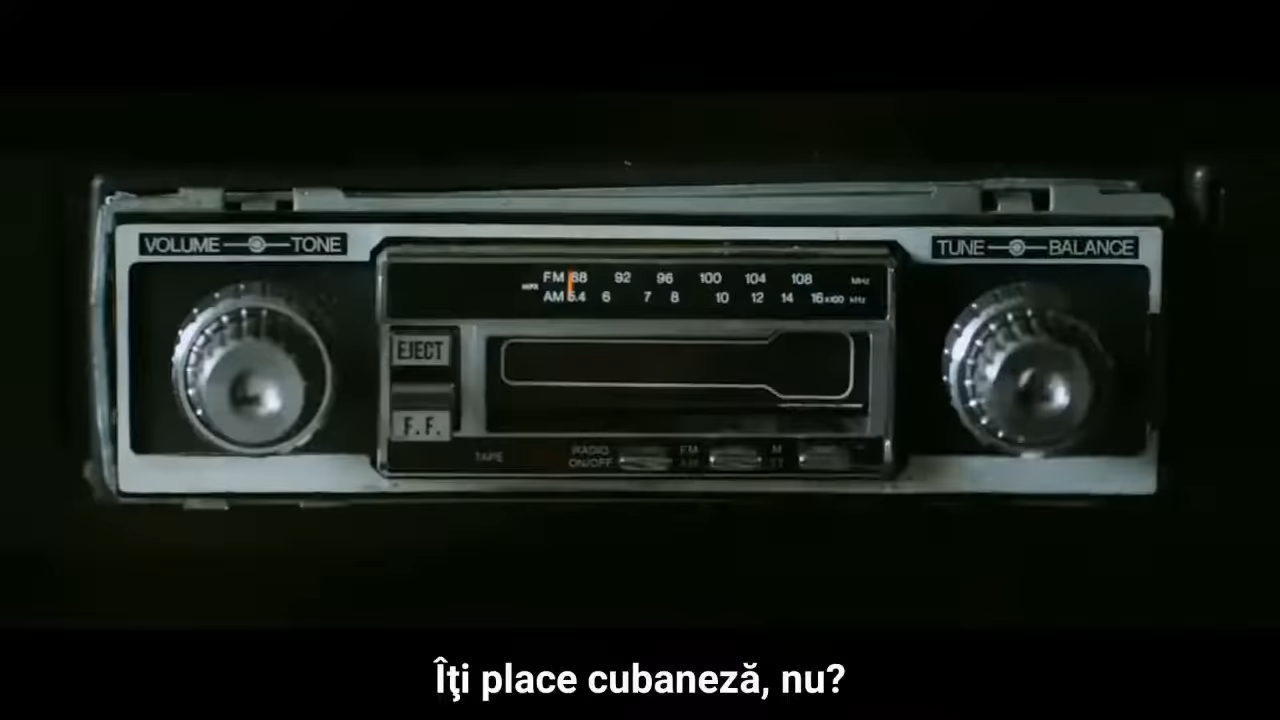 VOLUME TONE
TUNE BALANCE
FM 88 92 96 100 104 108 MHz
AM 5.4 6 7 8 10 12 14 16 x100 kHz
EJECT
F.F.
TAPE
RADIO
ON/OFF
FM
AM
M
ST
Îţi place cubaneză, nu?